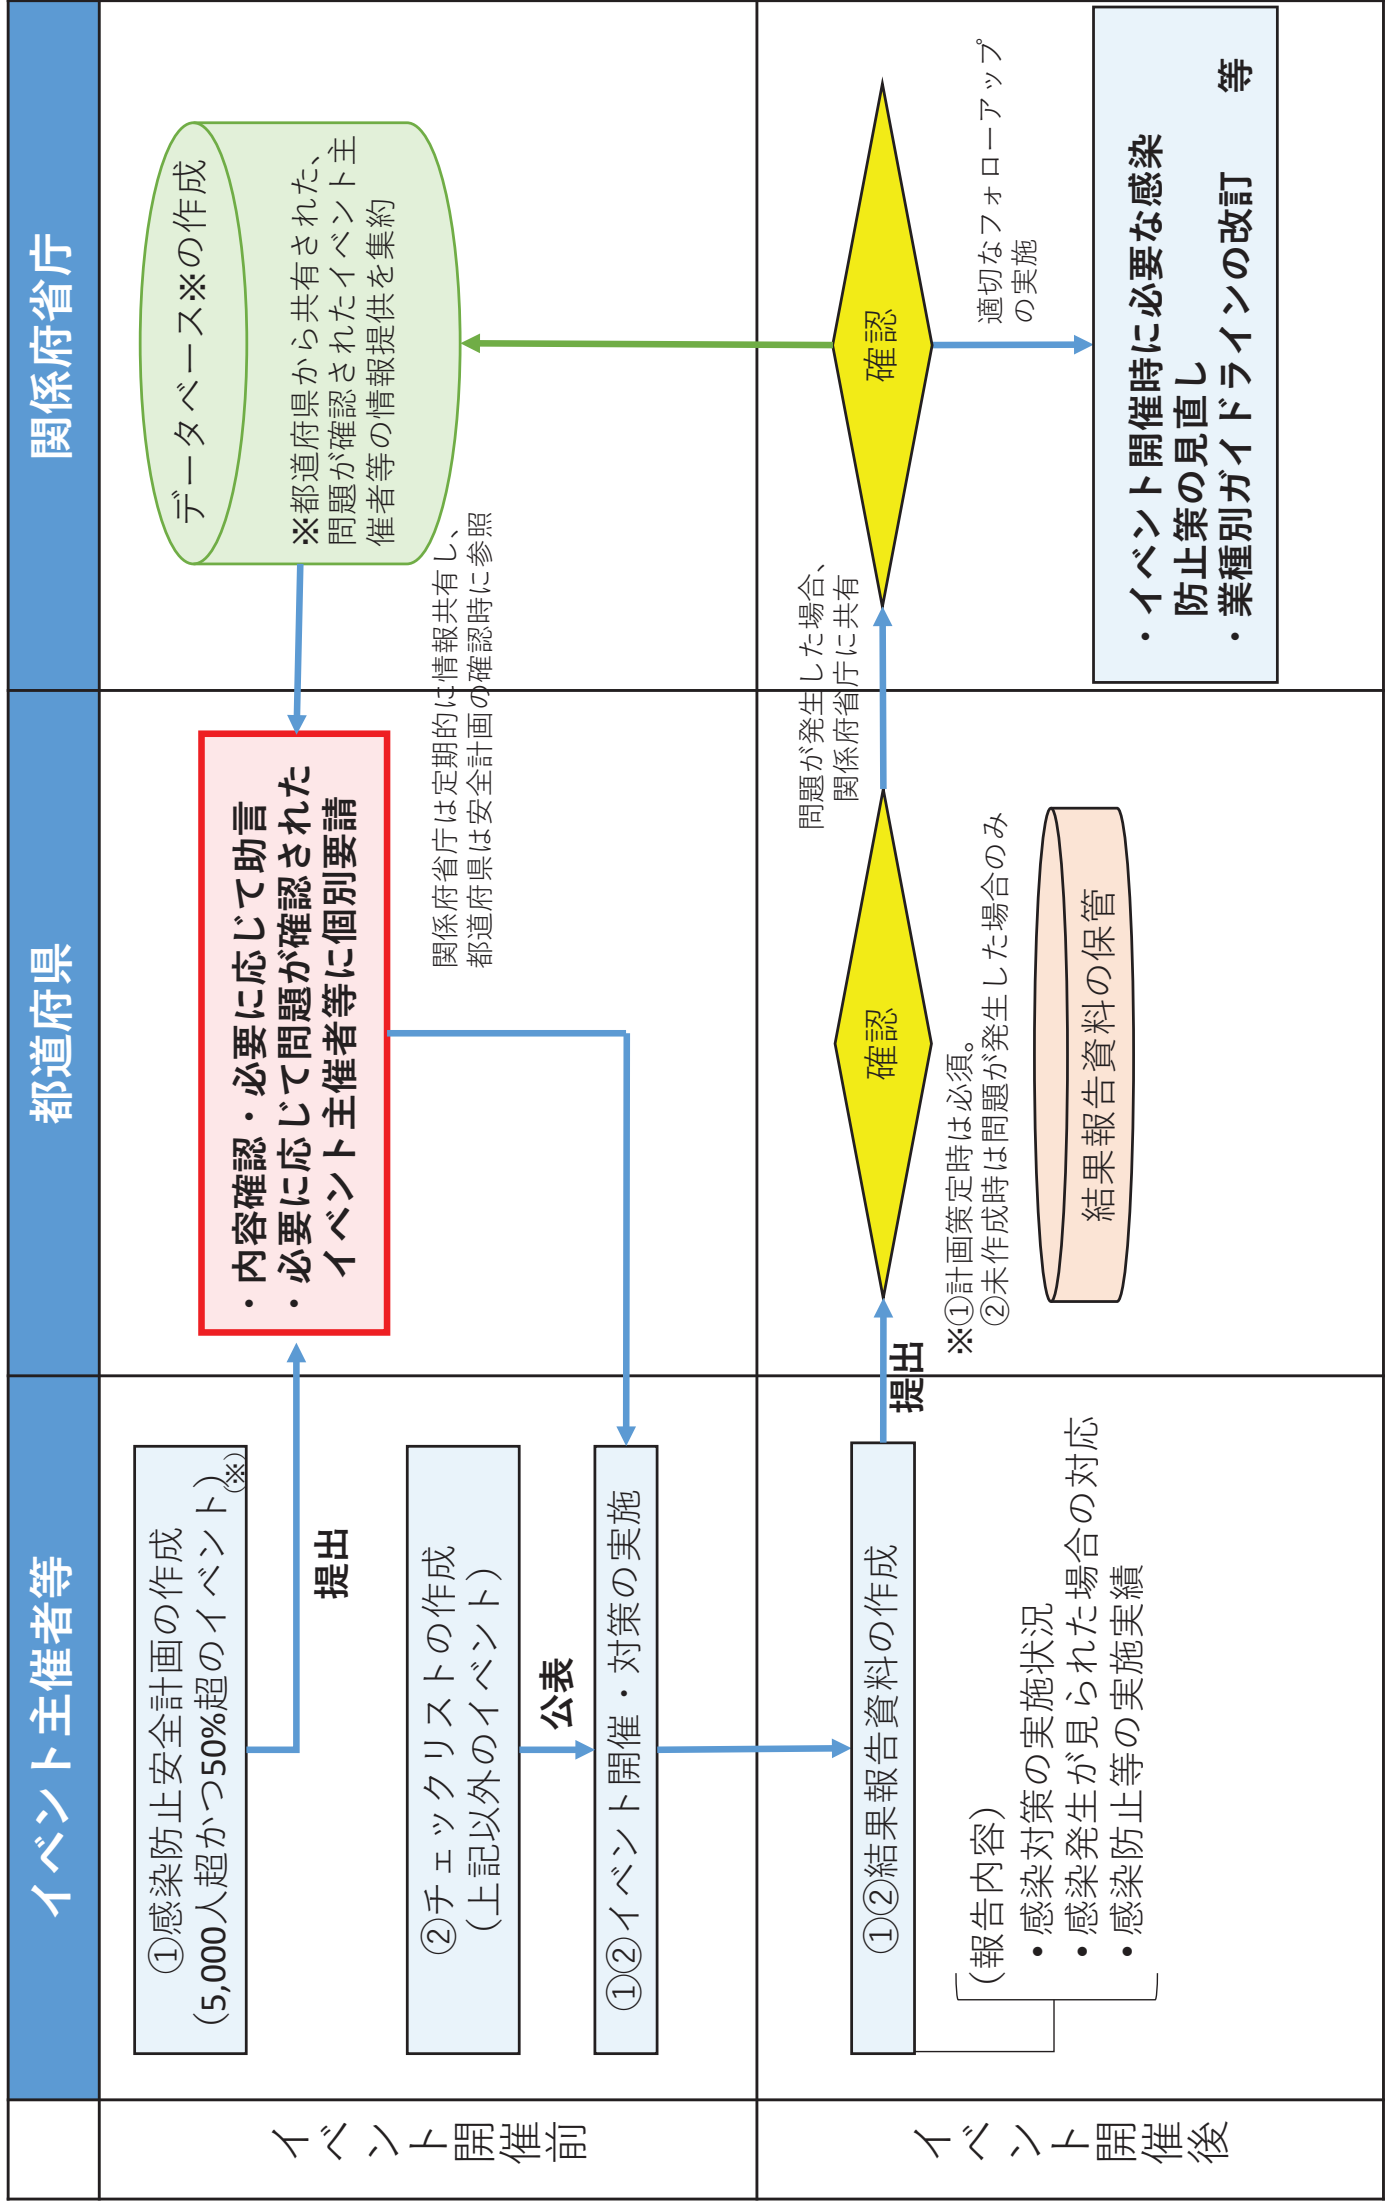 イベント主催者等
都道府県
関係府省庁
イベント開催前
①感染防止安全計画の作成
（5,000人超かつ50%超のイベント）(※)
提出
②チェックリストの作成
（上記以外のイベント）
公表
①②イベント開催・対策の実施
・内容確認・必要に応じて助言
・必要に応じて問題が確認された
イベント主催者等に個別要請
データベース※の作成
※都道府県から共有された、
問題が確認されたイベント主
催者等の情報提供を集約
関係府省庁は定期的に情報共有し、
都道府県は安全計画の確認時に参照
イベント開催後
①②結果報告資料の作成
（報告内容）
・感染対策の実施状況
・感染発生が見られた場合の対応
・感染防止等の実施実績
提出
確認
※①計画策定時は必須。
②未作成時は問題が発生した場合のみ
結果報告資料の保管
問題が発生した場合、
関係府省庁に共有
確認
適切なフォローアップ
の実施
・イベント開催時に必要な感染
防止策の見直し
・業種別ガイドラインの改訂　等